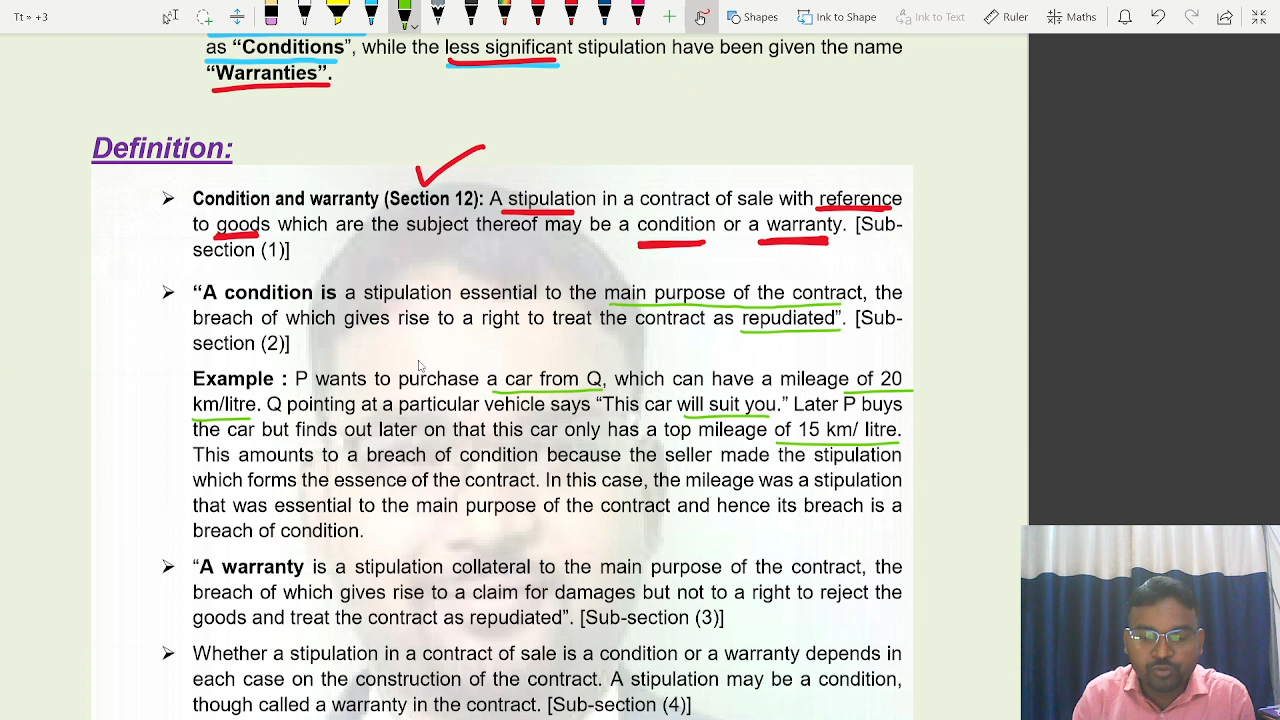 Tt > +3
Shapes
Ink to Shape
Ink to Text
Ruler
Maths
as “Conditions”, while the less significant stipulation have been given the name
“Warranties”.
Definition:
➢ Condition and warranty (Section 12): A stipulation in a contract of sale with reference
to goods which are the subject thereof may be a condition or a warranty. [Sub-
section (1)]
➢ “A condition is a stipulation essential to the main purpose of the contract, the
breach of which gives rise to a right to treat the contract as repudiated”. [Sub-
section (2)]
Example : P wants to purchase a car from Q, which can have a mileage of 20
km/litre. Q pointing at a particular vehicle says “This car will suit you.” Later P buys
the car but finds out later on that this car only has a top mileage of 15 km/ litre.
This amounts to a breach of condition because the seller made the stipulation
which forms the essence of the contract. In this case, the mileage was a stipulation
that was essential to the main purpose of the contract and hence its breach is a
breach of condition.
➢ “A warranty is a stipulation collateral to the main purpose of the contract, the
breach of which gives rise to a claim for damages but not to a right to reject the
goods and treat the contract as repudiated”. [Sub-section (3)]
➢ Whether a stipulation in a contract of sale is a condition or a warranty depends in
each case on the construction of the contract. A stipulation may be a condition,
though called a warranty in the contract. [Sub-section (4)]